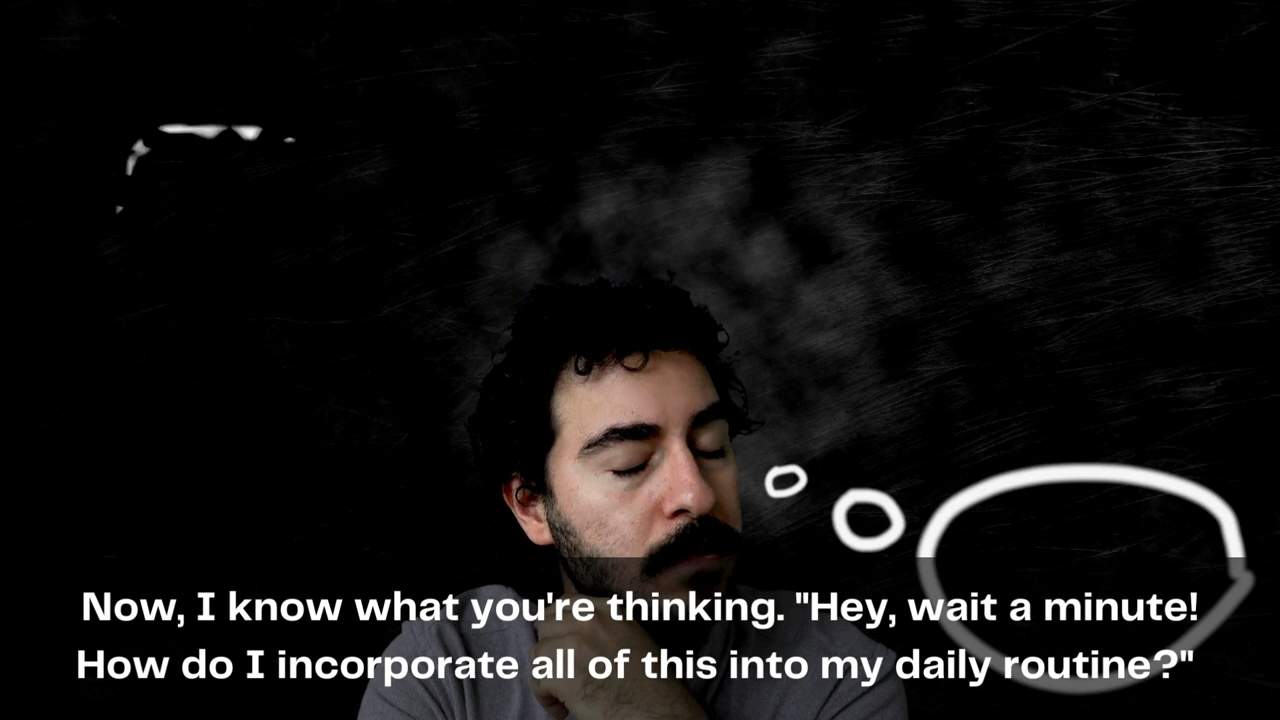 Now, I know what you're thinking. "Hey, wait a minute!
How do I incorporate all of this into my daily routine?"